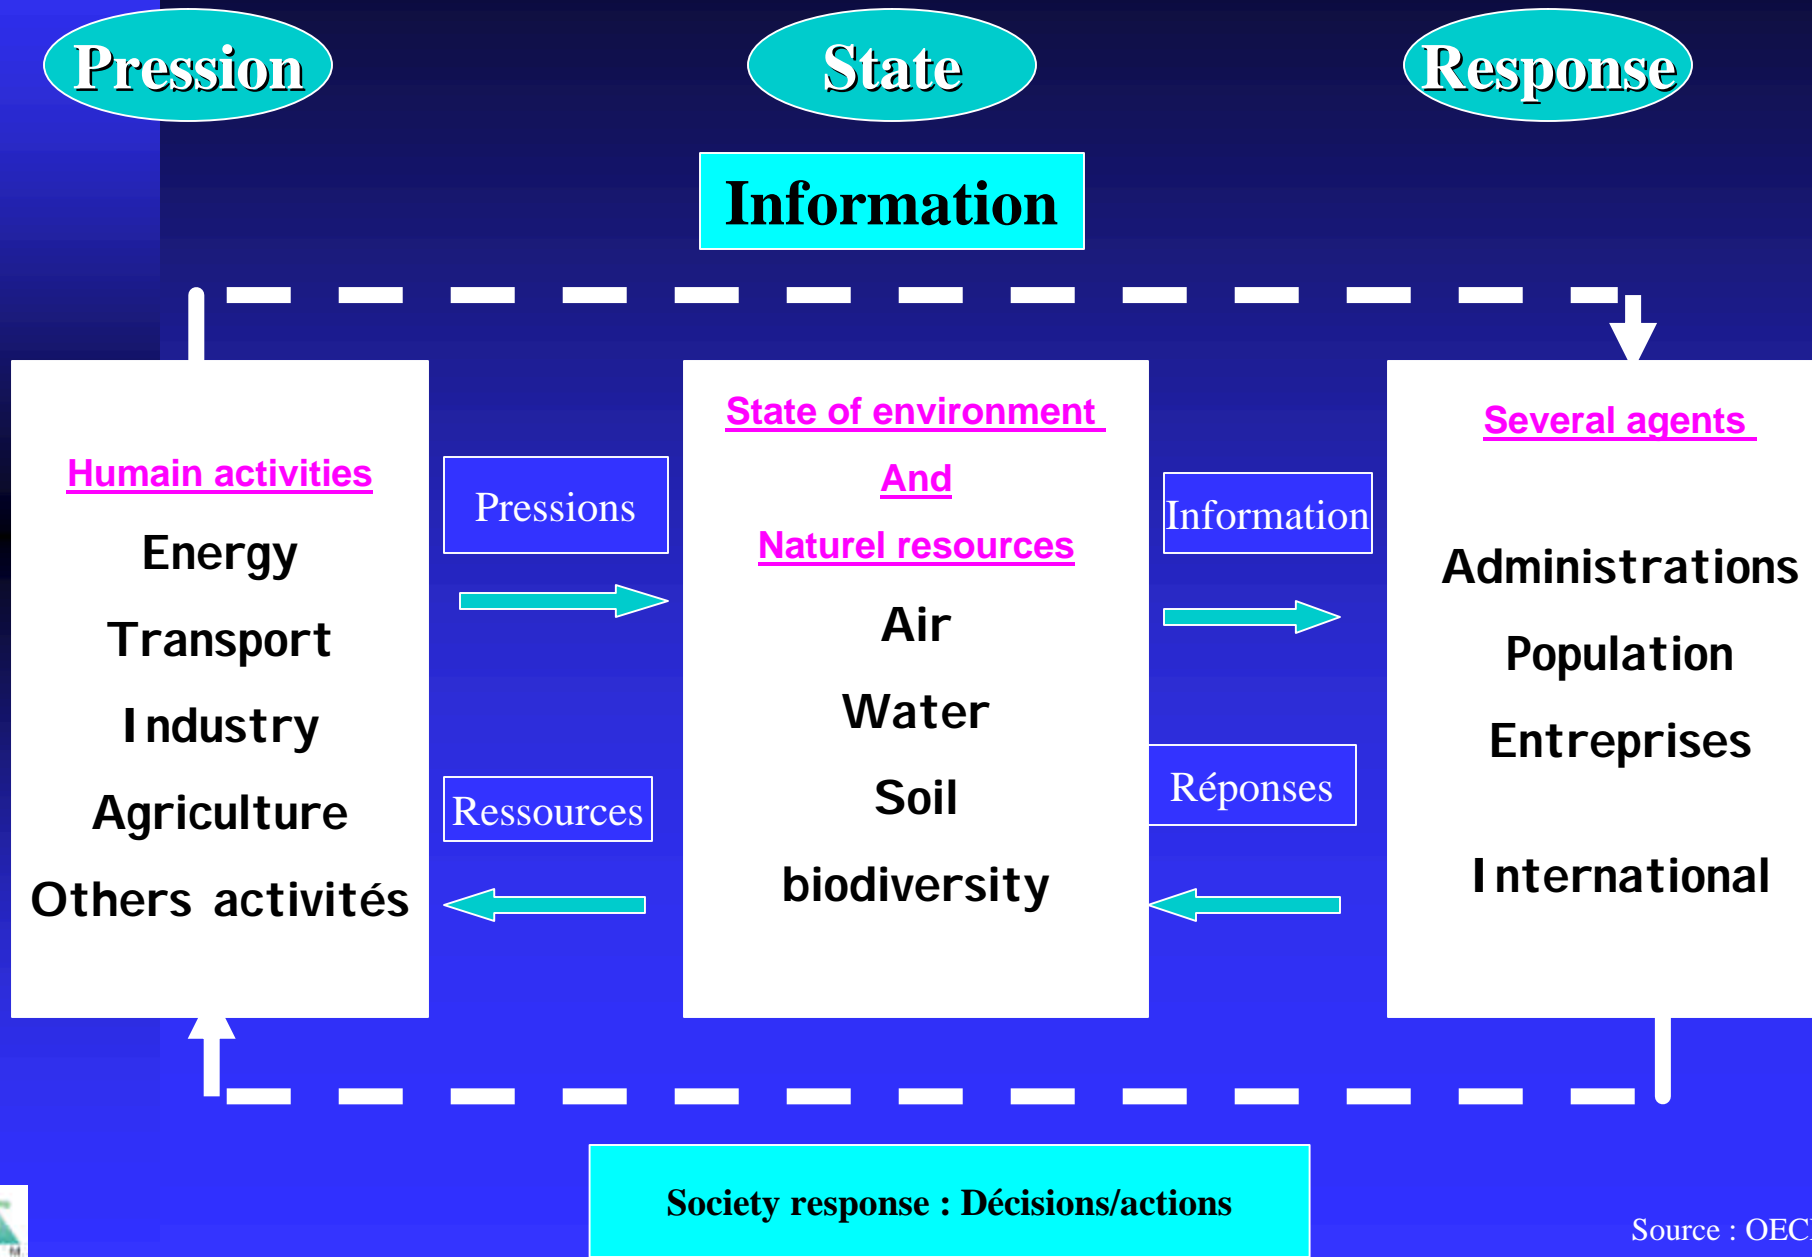 Pression
State
Response
Information
Humain activities
Energy
Transport
Industry
Agriculture
Others activités
Pressions
Ressources
State of environment
And
Naturel resources
Air
Water
Soil
biodiversity
Information
Réponses
Several agents
Administrations
Population
Entreprises
International
Society response : Décisions/actions
Source :